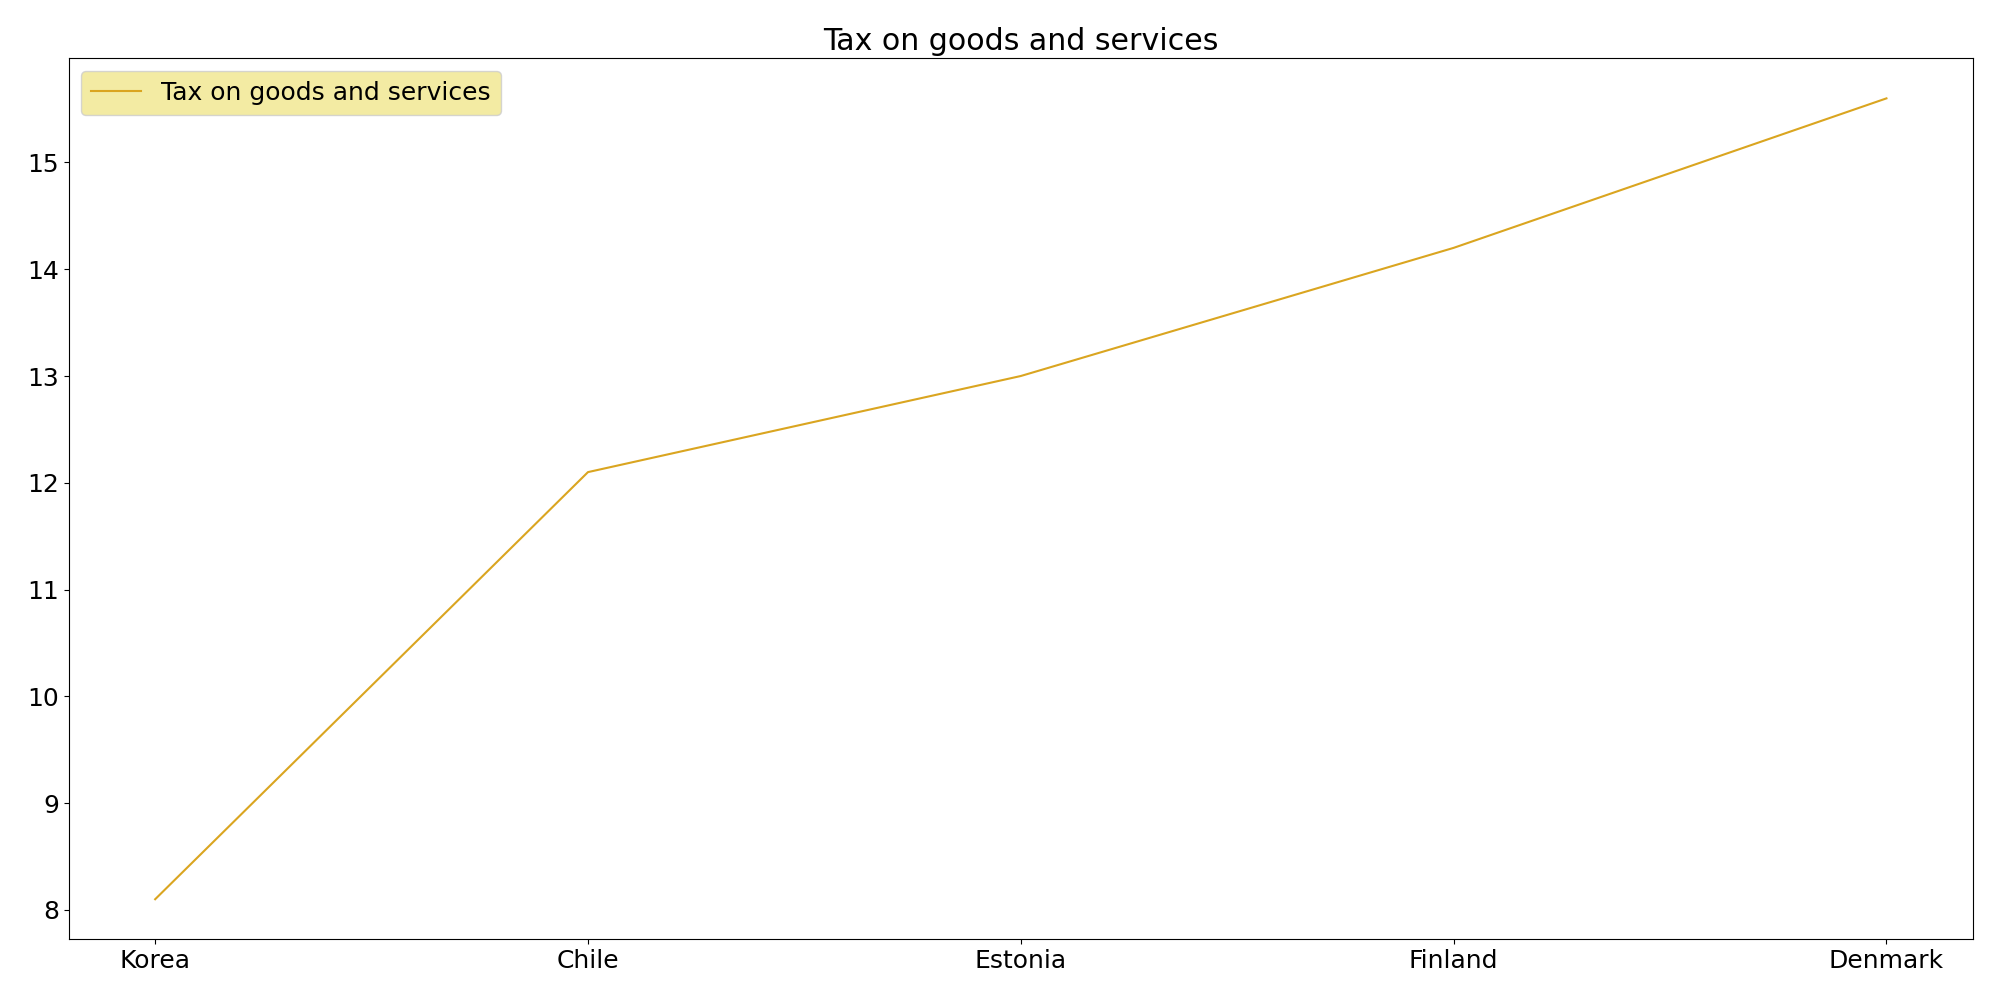 Tax on goods and services
Tax on goods and services
15
14
13
12
11
10
9
8
Korea Chile Estonia Finland Denmark